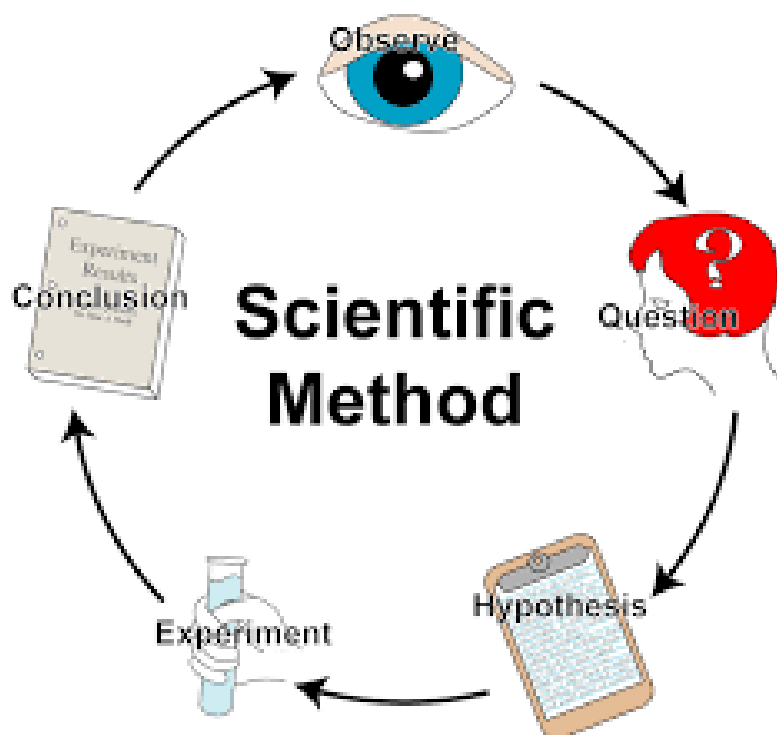 Observe
Question
Hypothesis
Experiment
Conclusion
Experiment
Results
Scientific
Method
?